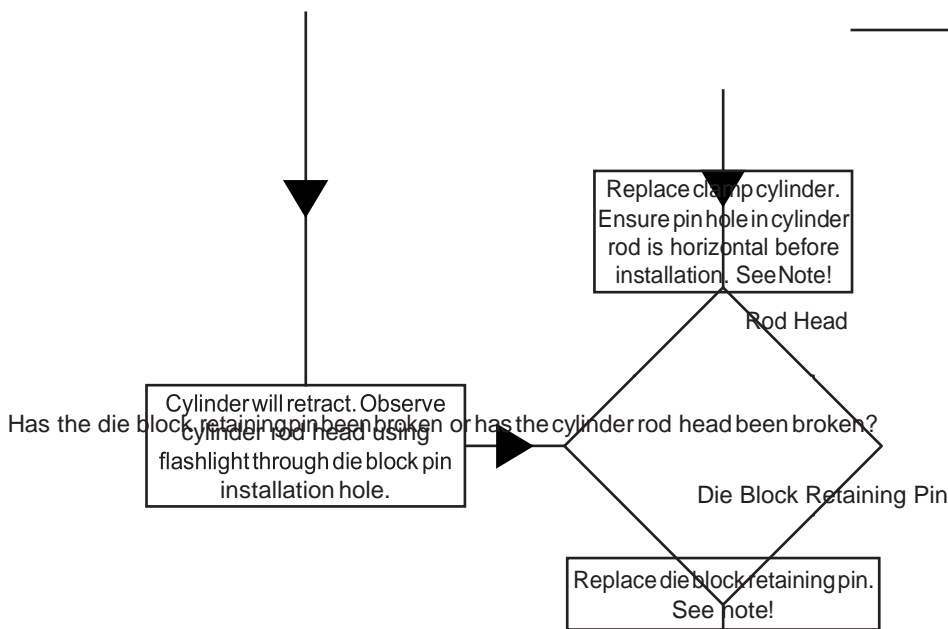 Replace clamp cylinder.
Ensure pin hole in cylinder
rod is horizontal before
installation. See Note!
Rod Head
Cylinder will retract. Observe
cylinder rod head using
flashlight through die block pin
installation hole.
Has the die block retaining pin been broken or has the cylinder rod head been broken?
Die Block Retaining Pin
Replace die block retaining pin.
See note!